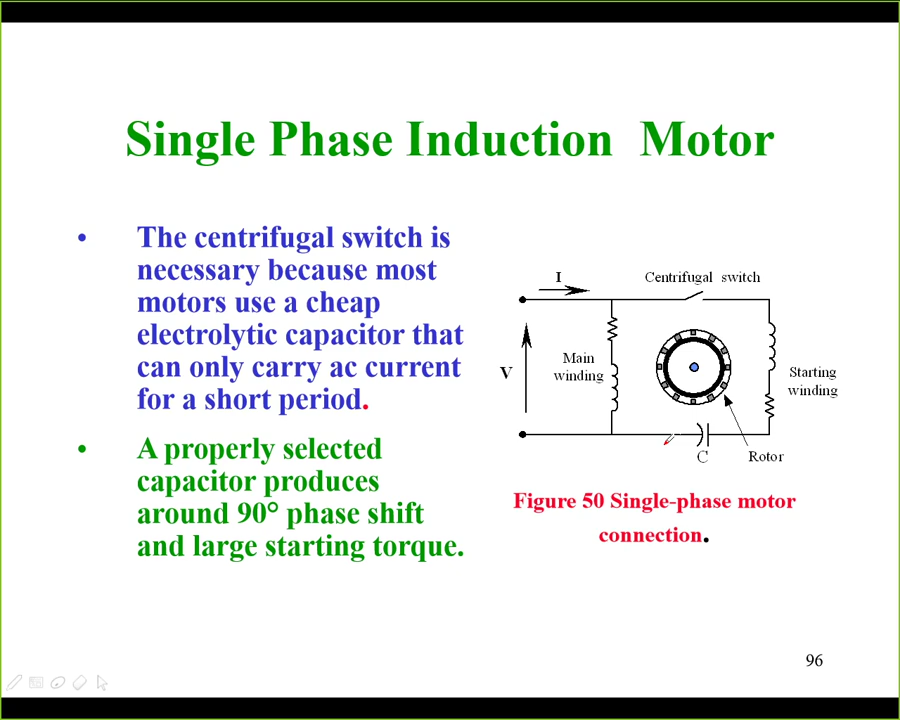 Single Phase Induction Motor
• The centrifugal switch is
necessary because most
motors use a cheap
electrolytic capacitor that
can only carry ac current
for a short period.
• A properly selected
capacitor produces
around 90° phase shift
and large starting torque.
I
Centrifugal switch
V
Main
winding
Starting
winding
C
Rotor
Figure 50 Single-phase motor
connection.
96